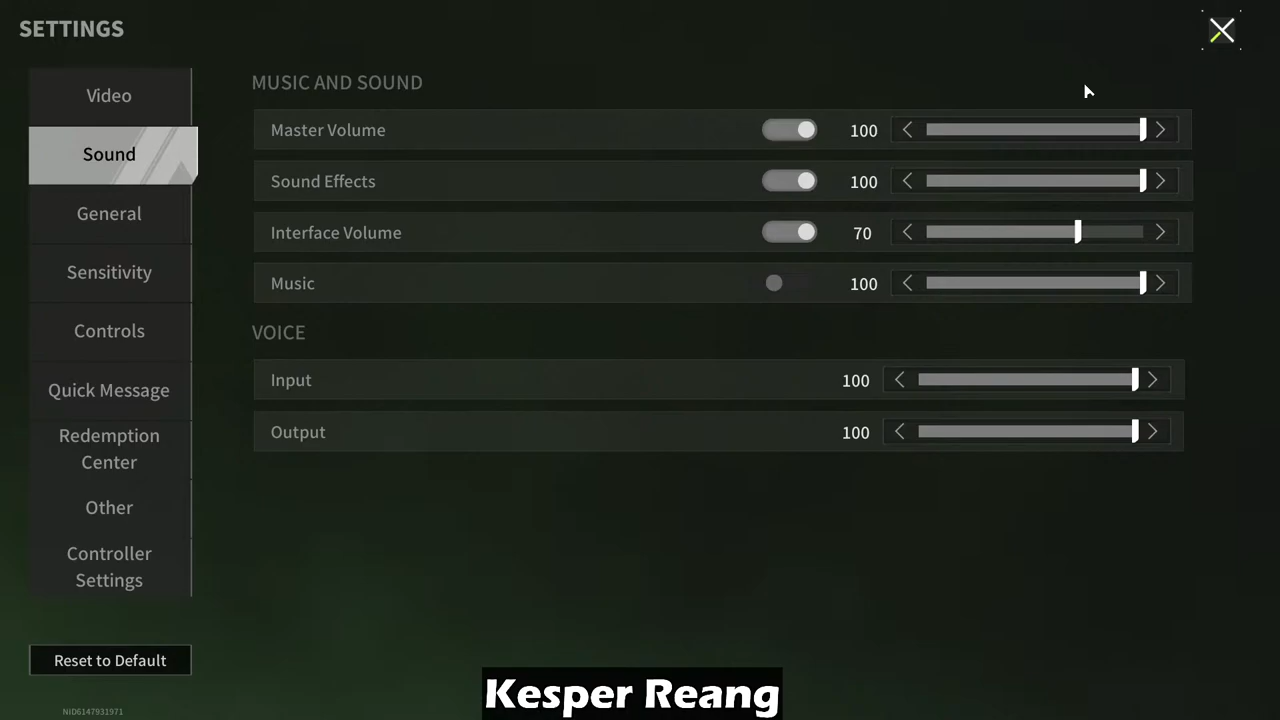 SETTINGS
Video
Sound
General
Sensitivity
Controls
Quick Message
Redemption
Center
Other
Controller
Settings
Reset to Default
NID6147931971
MUSIC AND SOUND
Master Volume 100
Sound Effects 100
Interface Volume 70
Music 100
VOICE
Input 100
Output 100
Kesper Reang